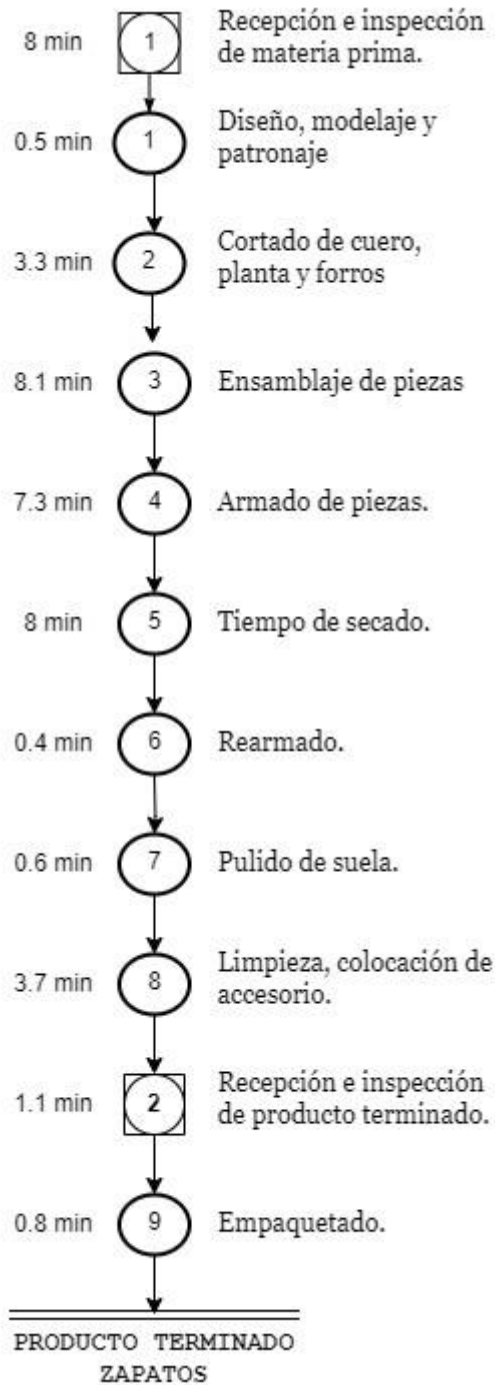 8 min
1
Recepción e inspección
de materia prima.
0.5 min
1
Diseño, modelaje y
patronaje
3.3 min
2
Cortado de cuero,
planta y forros
8.1 min
3
Ensamblaje de piezas
7.3 min
4
Armado de piezas.
8 min
5
Tiempo de secado.
0.4 min
6
Rearmado.
0.6 min
7
Pulido de suela.
3.7 min
8
Limpieza, colocación de
accesorio.
1.1 min
2
Recepción e inspección
de producto terminado.
0.8 min
9
Empaquetado.
PRODUCTO TERMINADO
ZAPATOS